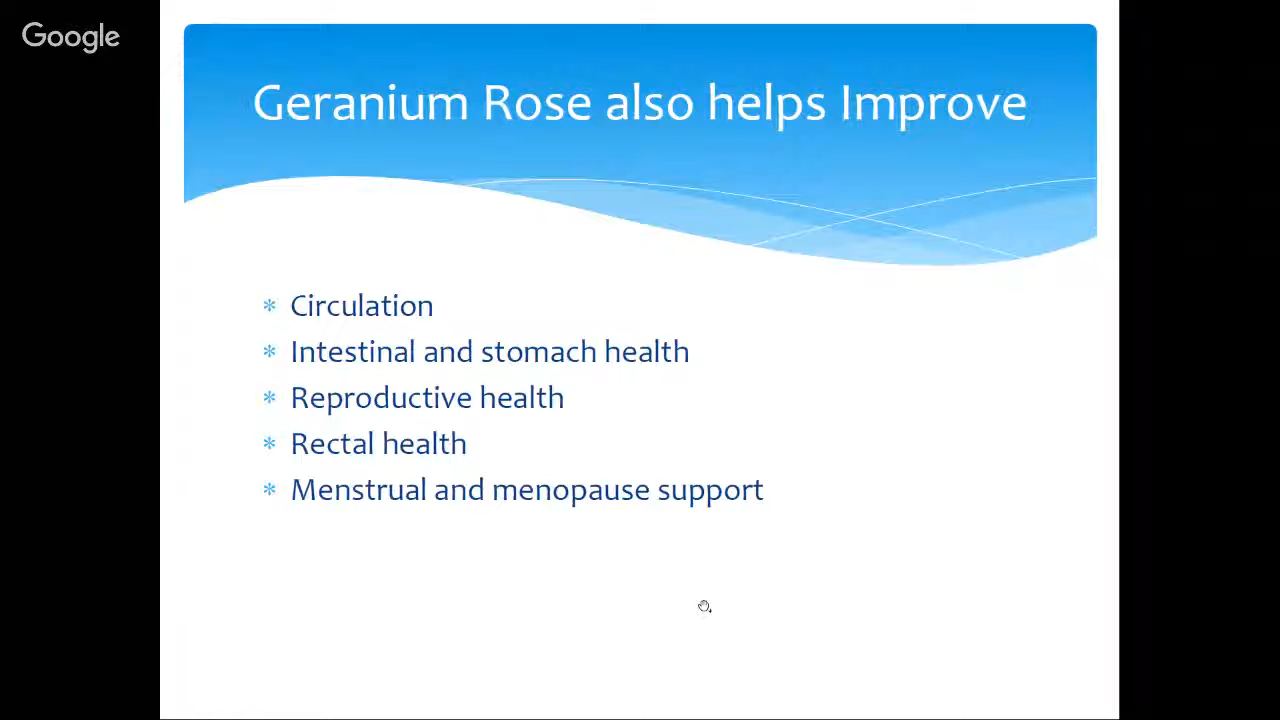 Google
Geranium Rose also helps Improve
* Circulation
* Intestinal and stomach health
* Reproductive health
* Rectal health
* Menstrual and menopause support